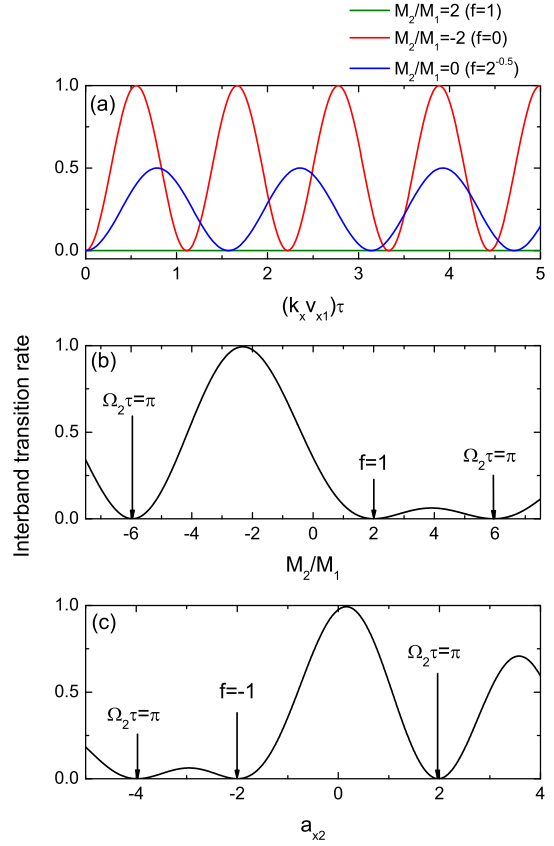 M₂/M₁=2 (f=1)
M₂/M₁=-2 (f=0)
M₂/M₁=0 (f=2⁻⁰·⁵)
(a)
1.0
0.5
0.0
0 1 2 3 4 5
(kₓvₓ₁)τ
Interband transition rate
(b)
1.0
0.5
0.0
Ω₂τ=π
f=1
Ω₂τ=π
-6 -4 -2 0 2 4 6
M₂/M₁
(c)
1.0
0.5
0.0
Ω₂τ=π
f=-1
Ω₂τ=π
-4 -2 0 2 4
aₓ₂